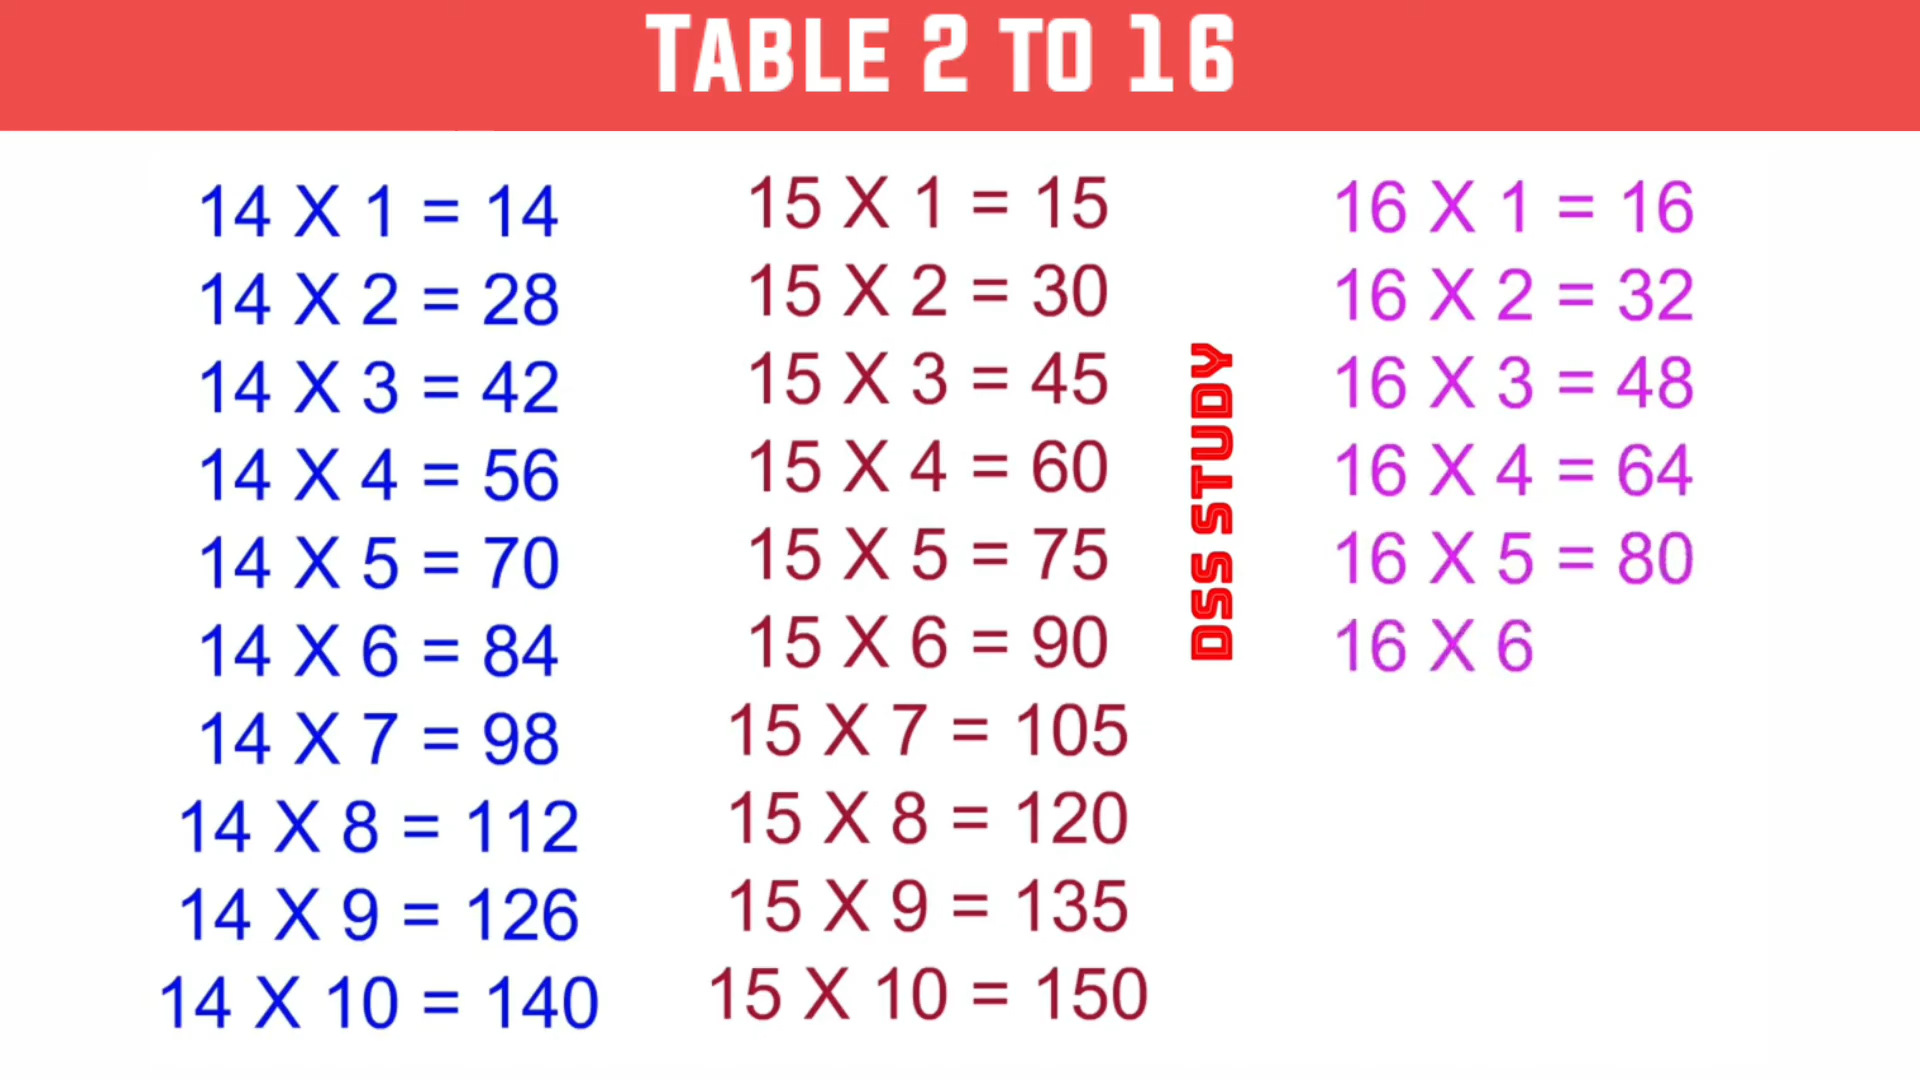 TABLE 2 TO 16
14 X 1 = 14
14 X 2 = 28
14 X 3 = 42
14 X 4 = 56
14 X 5 = 70
14 X 6 = 84
14 X 7 = 98
14 X 8 = 112
14 X 9 = 126
14 X 10 = 140
15 X 1 = 15
15 X 2 = 30
15 X 3 = 45
15 X 4 = 60
15 X 5 = 75
15 X 6 = 90
15 X 7 = 105
15 X 8 = 120
15 X 9 = 135
15 X 10 = 150
DSS STUDY
16 X 1 = 16
16 X 2 = 32
16 X 3 = 48
16 X 4 = 64
16 X 5 = 80
16 X 6